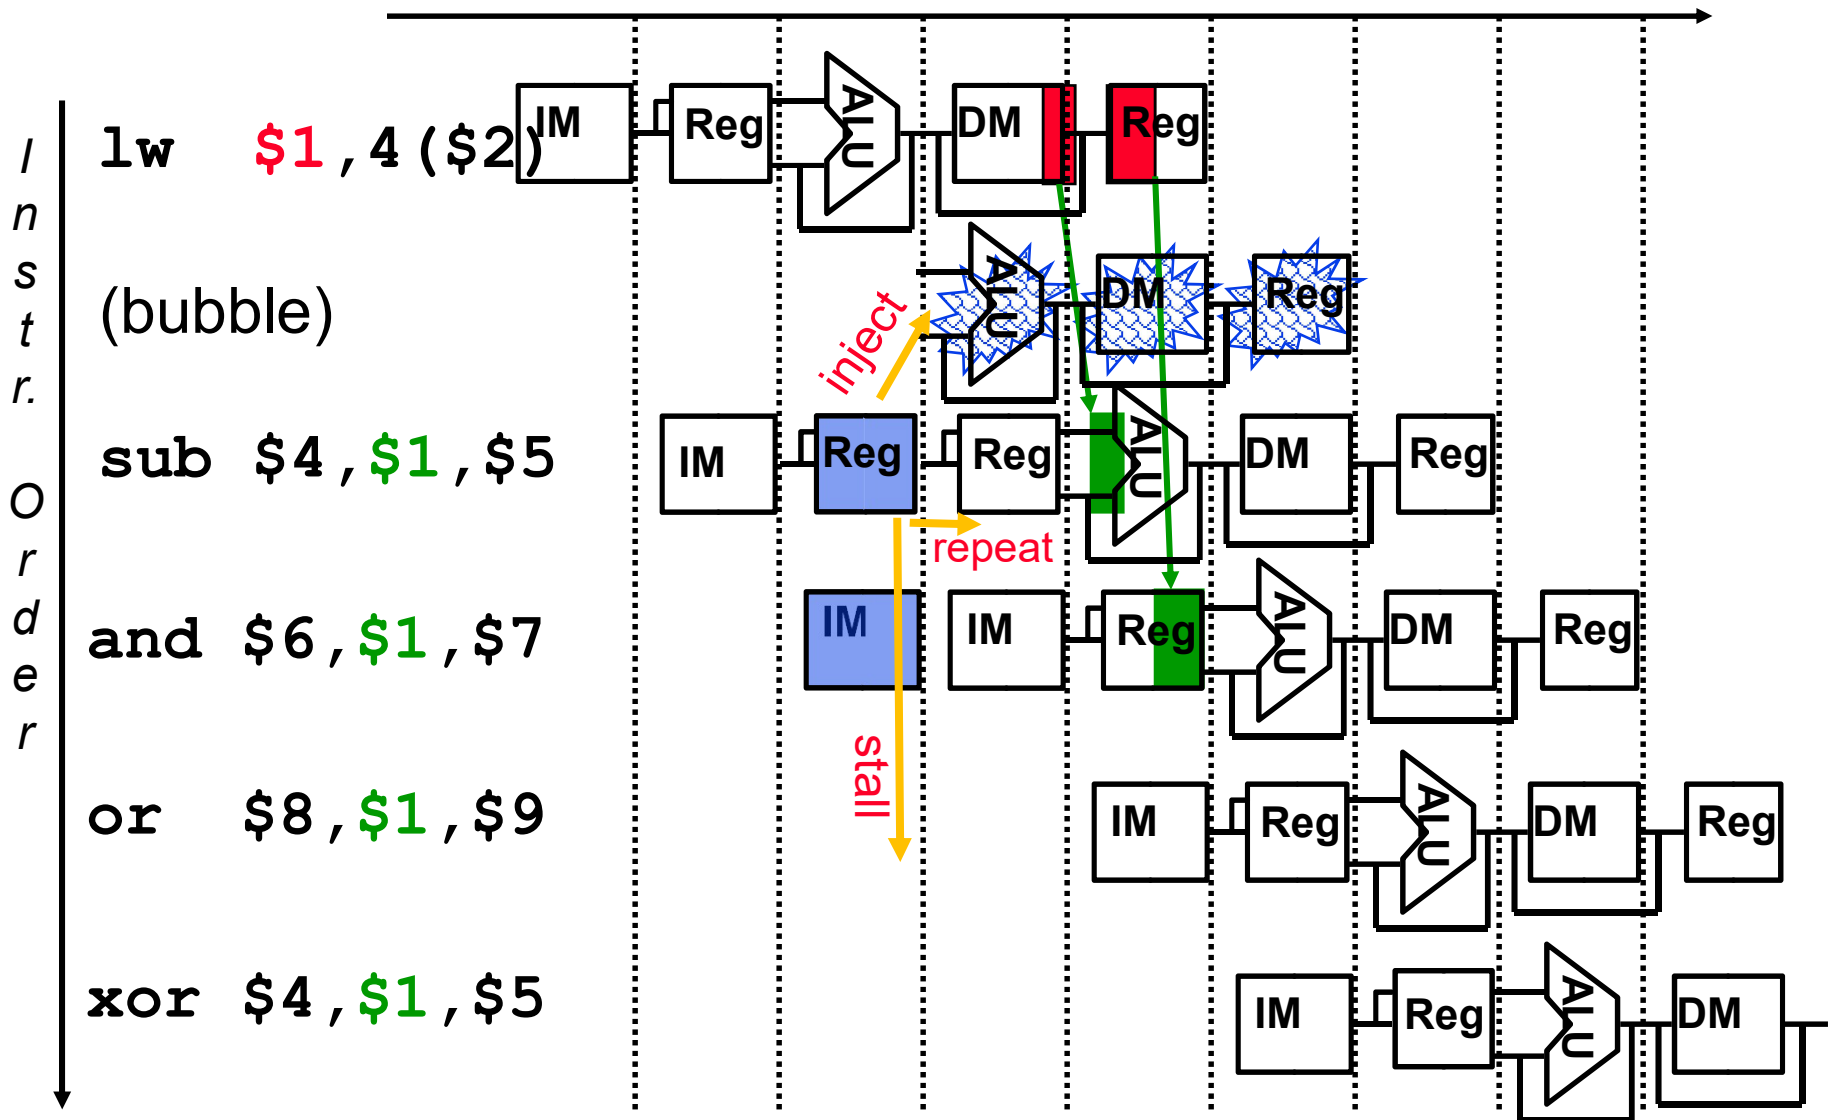 Instr. Order
lw $1,4($2) IM Reg ALU DM Reg
(bubble) inject ALU DM Reg
sub $4,$1,$5 IM Reg Reg ALU DM Reg
repeat
and $6,$1,$7 IM IM Reg ALU DM Reg
stall
or $8,$1,$9 IM Reg ALU DM Reg
xor $4,$1,$5 IM Reg ALU DM